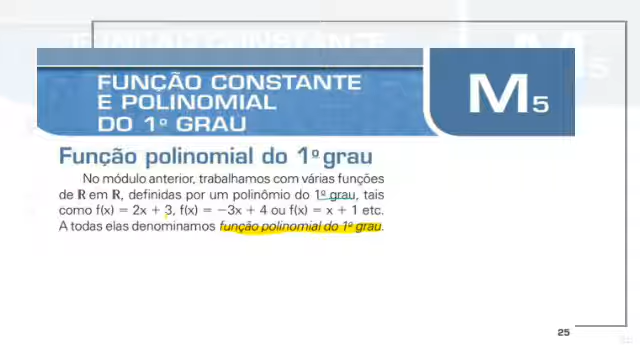 FUNÇÃO CONSTANTE
E POLINOMIAL
DO 1º GRAU
M5
Função polinomial do 1º grau
No módulo anterior, trabalhamos com várias funções
de R em R, definidas por um polinômio do 1º grau, tais
como f(x) = 2x + 3, f(x) = −3x + 4 ou f(x) = x + 1 etc.
A todas elas denominamos função polinomial do 1º grau.
25